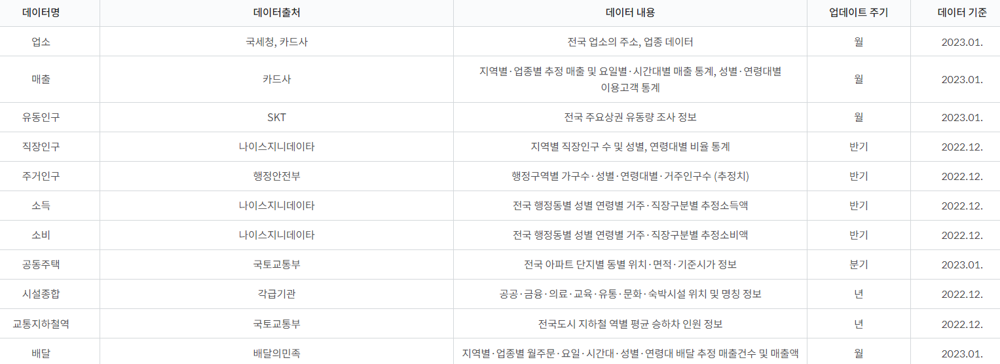 데이터명 데이터출처 데이터 내용 업데이트 주기 데이터 기준
업소 국세청, 카드사 전국 업소의 주소, 업종 데이터 월 2023.01.
매출 카드사 지역별·업종별 추정 매출 및 요일별·시간대별 매출 통계, 성별·연령대별 이용고객 통계 월 2023.01.
유동인구 SKT 전국 주요상권 유동량 조사 정보 월 2023.01.
직장인구 나이스지니데이타 지역별 직장인구 수 및 성별, 연령대별 비율 통계 반기 2022.12.
주거인구 행정안전부 행정구역별 가구수·성별·연령대별·거주인구수 (추정치) 반기 2022.12.
소득 나이스지니데이타 전국 행정동별 성별 연령별 거주·직장구분별 추정소득액 반기 2022.12.
소비 나이스지니데이타 전국 행정동별 성별 연령별 거주·직장구분별 추정소비액 반기 2022.12.
공동주택 국토교통부 전국 아파트 단지별 동별 위치·면적·기준시가 정보 분기 2023.01.
시설종합 각급기관 공공·금융·의료·교육·유통·문화·숙박시설 위치 및 명칭 정보 년 2022.12.
교통지하철역 국토교통부 전국도시 지하철 역별 평균 승하차 인원 정보 년 2022.12.
배달 배달의민족 지역별·업종별 월주문·요일·시간대·성별·연령대 배달 추정 매출건수 및 매출액 월 2023.01.